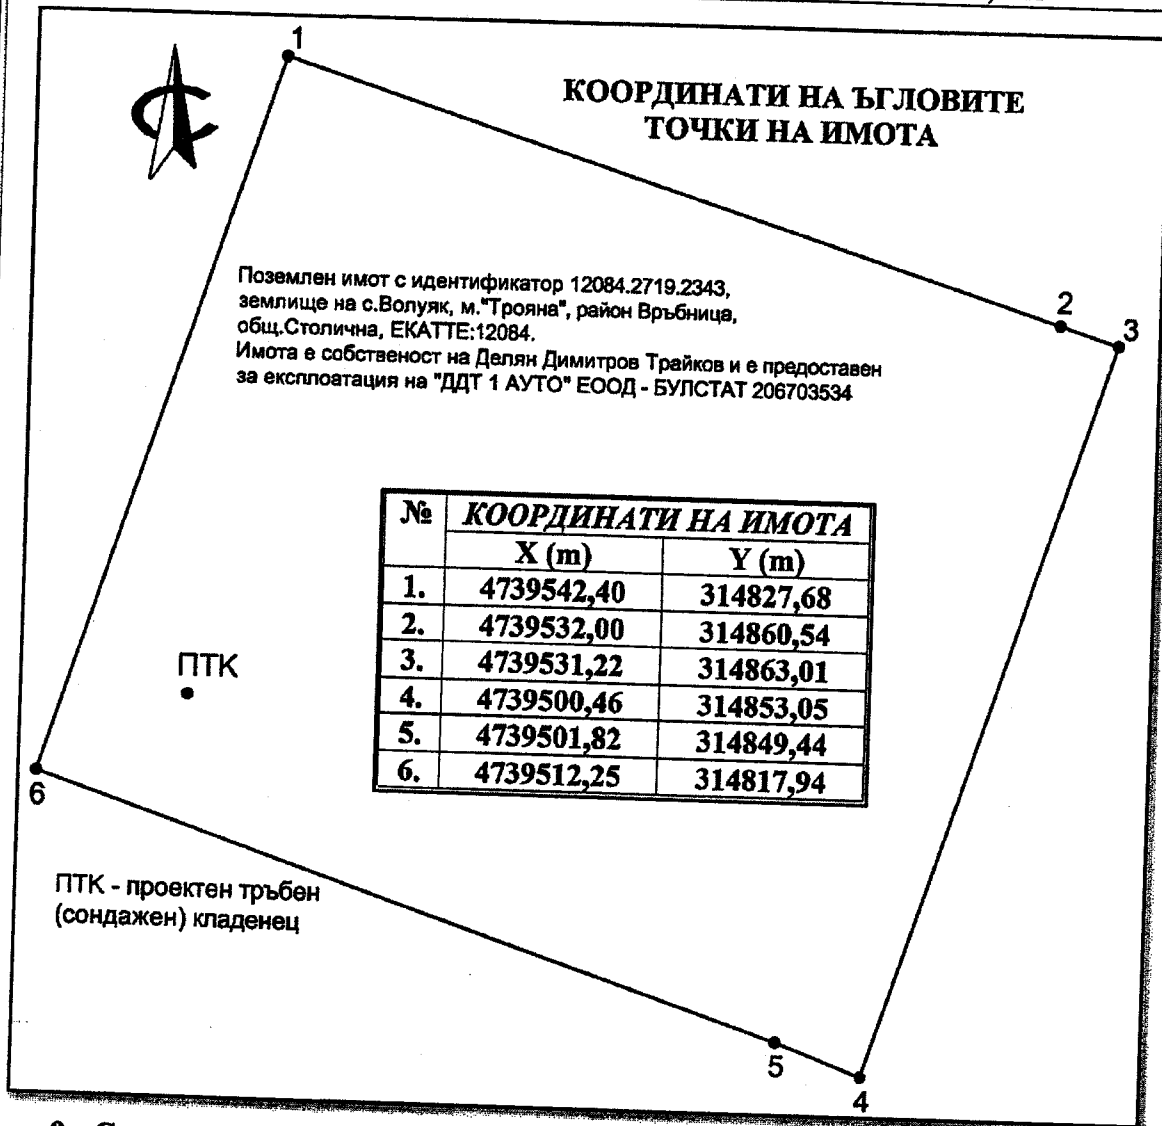 1
КООРДИНАТИ НА ЪГЛОВИТЕ
ТОЧКИ НА ИМОТА
Поземлен имот с идентификатор 12084.2719.2343,
землище на с.Волуяк, м."Трояна", район Връбница,
общ.Столична, ЕКАТТЕ:12084.
Имота е собственост на Делян Димитров Трайков и е предоставен
за експлоатация на "ДДТ 1 АУТО" ЕООД - БУЛСТАТ 206703534
2
3
№ КООРДИНАТИ НА ИМОТА
X (m) Y (m)
1. 4739542,40 314827,68
2. 4739532,00 314860,54
3. 4739531,22 314863,01
4. 4739500,46 314853,05
5. 4739501,82 314849,44
6. 4739512,25 314817,94
ПТК
6
ПТК - проектен тръбен
(сондажен) кладенец
5
4